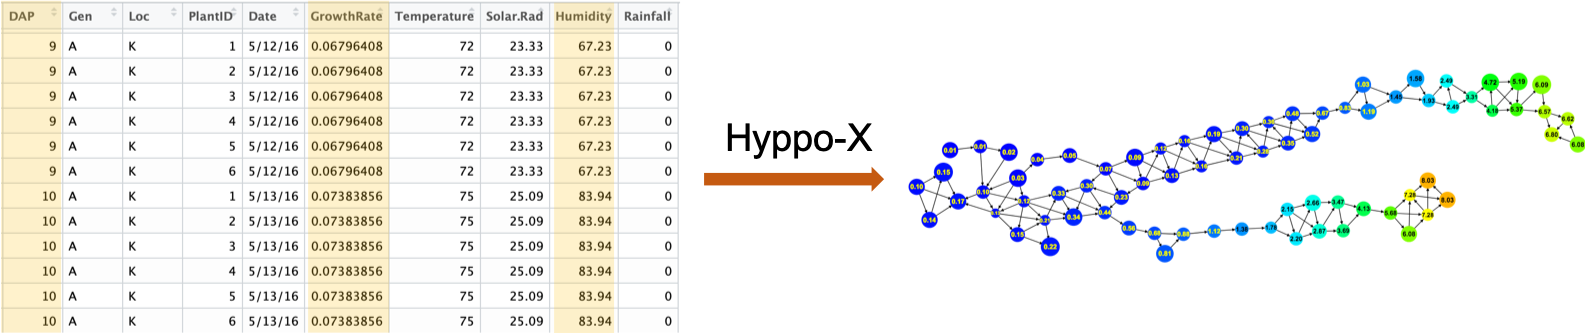 DAP Gen Loc PlantID Date GrowthRate Temperature Solar.Rad Humidity Rainfall
9 A K 1 5/12/16 0.06796408 72 23.33 67.23 0
9 A K 2 5/12/16 0.06796408 72 23.33 67.23 0
9 A K 3 5/12/16 0.06796408 72 23.33 67.23 0
9 A K 4 5/12/16 0.06796408 72 23.33 67.23 0
9 A K 5 5/12/16 0.06796408 72 23.33 67.23 0
9 A K 6 5/12/16 0.06796408 72 23.33 67.23 0
10 A K 1 5/13/16 0.07383856 75 25.09 83.94 0
10 A K 2 5/13/16 0.07383856 75 25.09 83.94 0
10 A K 3 5/13/16 0.07383856 75 25.09 83.94 0
10 A K 4 5/13/16 0.07383856 75 25.09 83.94 0
10 A K 5 5/13/16 0.07383856 75 25.09 83.94 0
10 A K 6 5/13/16 0.07383856 75 25.09 83.94 0
Hyppo-X
0.01 0.01 0.02
0.04 0.05
0.15 0.03
0.10 0.17
0.14
0.15 0.22
0.33 0.30 0.34 0.44 0.23
0.07 0.09 0.09 0.13
0.19 0.21 0.30 0.35 0.48 0.52 0.67
1.03 1.19 1.43 1.58 1.93
2.49 2.49 3.31
4.72 5.19 4.18 5.37
6.09 6.57 6.62 6.80 6.08
0.56 0.66 0.81 0.88 1.12 1.38 1.78
2.15 2.66 3.47 4.13
2.20 2.87 3.69
6.68 7.28 8.03 8.03
6.08 7.28